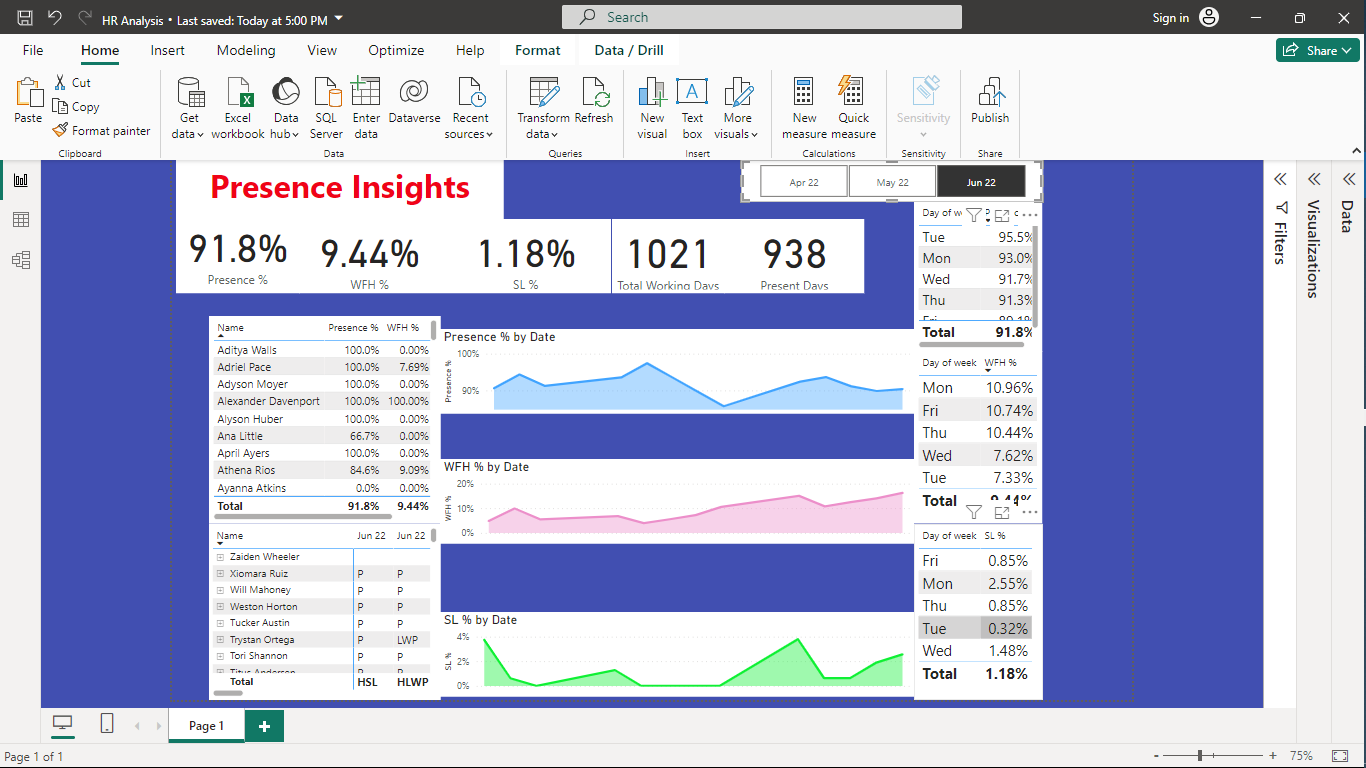 HR Analysis • Last saved: Today at 5:00 PM
Search
Sign in
File Home Insert Modeling View Optimize Help Format Data / Drill
Share
Paste
Cut
Copy
Format painter
Clipboard
Get data
Excel workbook
Data hub
SQL Server
Enter data
Dataverse
Recent sources
Data
Transform data
Refresh
Queries
New visual
Text box
More visuals
Insert
New measure
Quick measure
Calculations
Sensitivity
Sensitivity
Publish
Share
Presence Insights
Apr 22 May 22 Jun 22
91.8%
Presence %
9.44%
WFH %
1.18%
SL %
1021
Total Working Days
938
Present Days
Name Presence % WFH %
Aditya Walls 100.0% 0.00%
Adriel Pace 100.0% 7.69%
Adyson Moyer 100.0% 0.00%
Alexander Davenport 100.0% 100.00%
Alyson Huber 100.0% 0.00%
Ana Little 66.7% 0.00%
April Ayers 100.0% 0.00%
Athena Rios 84.6% 9.09%
Ayanna Atkins 0.0% 0.00%
Total 91.8% 9.44%
Name Jun 22 Jun 22
Zaiden Wheeler
Xiomara Ruiz P P
Will Mahoney P P
Weston Horton P P
Tucker Austin P P
Trystan Ortega P LWP
Tori Shannon P P
Titus Anderson P P
Total HSL HLWP
Presence % by Date
Presence %
100%
90%
WFH % by Date
WFH %
20%
10%
0%
SL % by Date
SL %
4%
2%
0%
Day of w
Tue 95.5%
Mon 93.0%
Wed 91.7%
Thu 91.3%
Fri 89.1%
Total 91.8%
Day of week WFH %
Mon 10.96%
Fri 10.74%
Thu 10.44%
Wed 7.62%
Tue 7.33%
Total 9.44%
Day of week SL %
Fri 0.85%
Mon 2.55%
Thu 0.85%
Tue 0.32%
Wed 1.48%
Total 1.18%
Filters
Visualizations
Data
Page 1
Page 1 of 1
75%